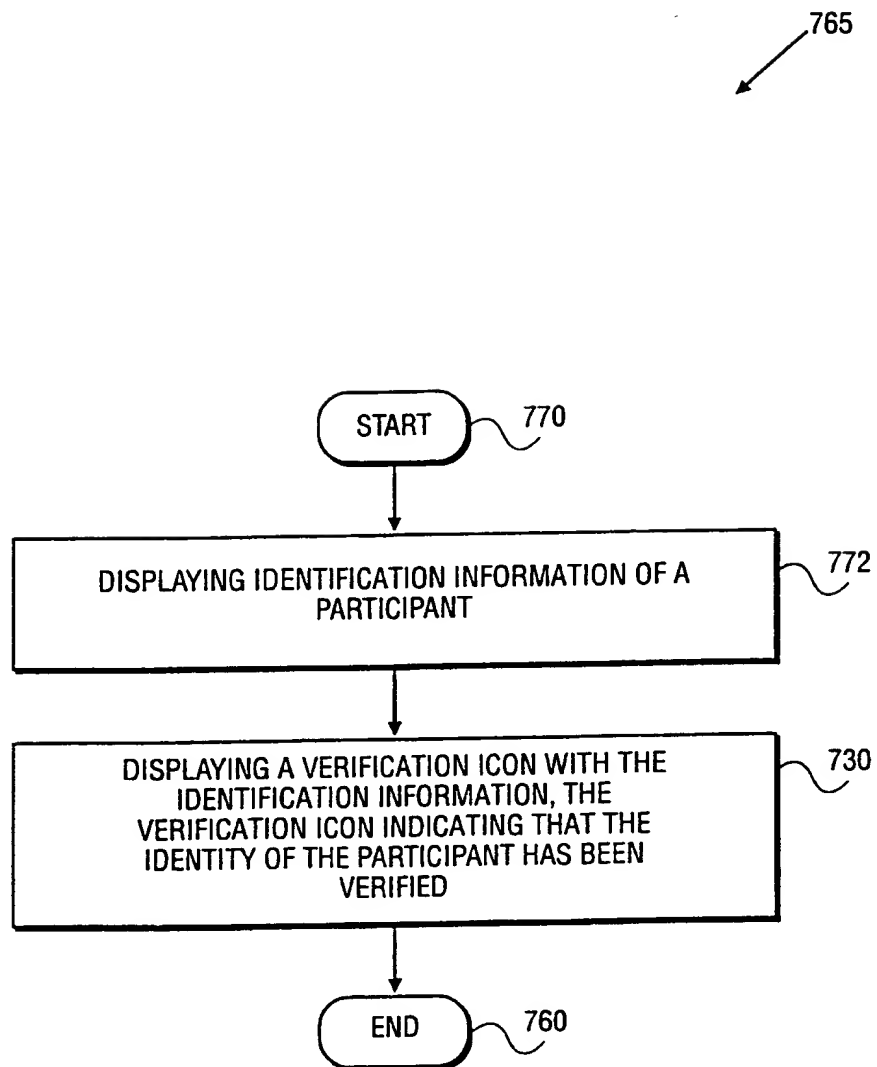 765
START
770
DISPLAYING IDENTIFICATION INFORMATION OF A
PARTICIPANT
772
DISPLAYING A VERIFICATION ICON WITH THE
IDENTIFICATION INFORMATION, THE
VERIFICATION ICON INDICATING THAT THE
IDENTITY OF THE PARTICIPANT HAS BEEN
VERIFIED
730
END
760